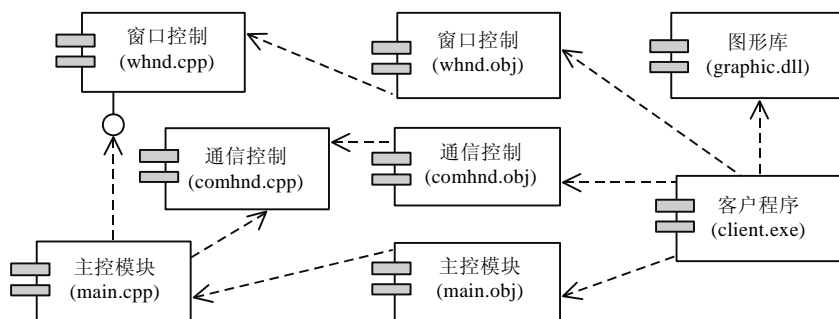 窗口控制
(whnd.cpp)
窗口控制
(whnd.obj)
图形库
(graphic.dll)
通信控制
(comhnd.cpp)
通信控制
(comhnd.obj)
客户程序
(client.exe)
主控模块
(main.cpp)
主控模块
(main.obj)